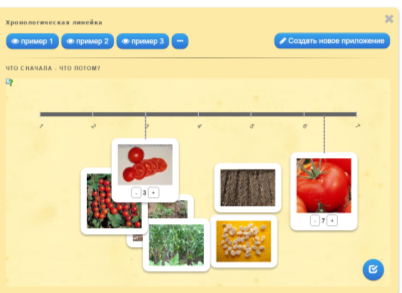 Хронологическая линейка
пример 1 пример 2 пример 3 ... Создать новое приложение
ЧТО СНАЧАЛА - ЧТО ПОТОМ?
1 2 3 4 5 6 7
- 3 +
- 7 +